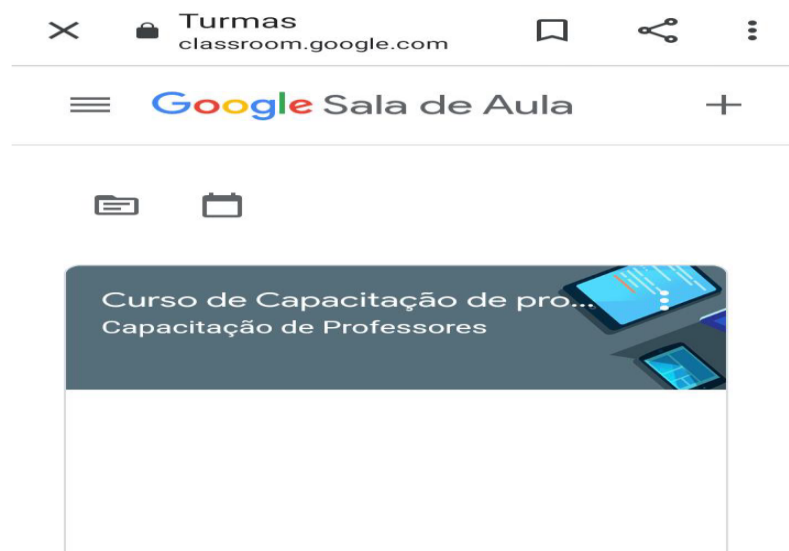 Turmas
classroom.google.com
Google Sala de Aula
Curso de Capacitação de pro...
Capacitação de Professores